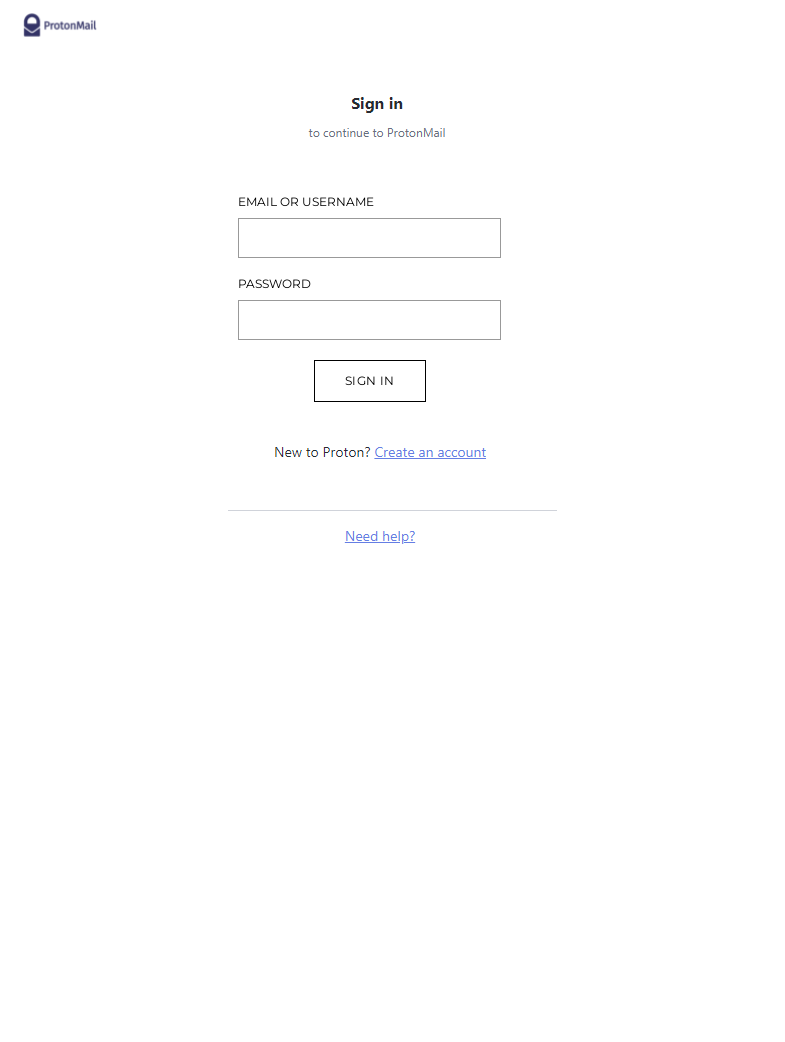 ProtonMail
Sign in
to continue to ProtonMail
EMAIL OR USERNAME
PASSWORD
SIGN IN
New to Proton? Create an account
Need help?